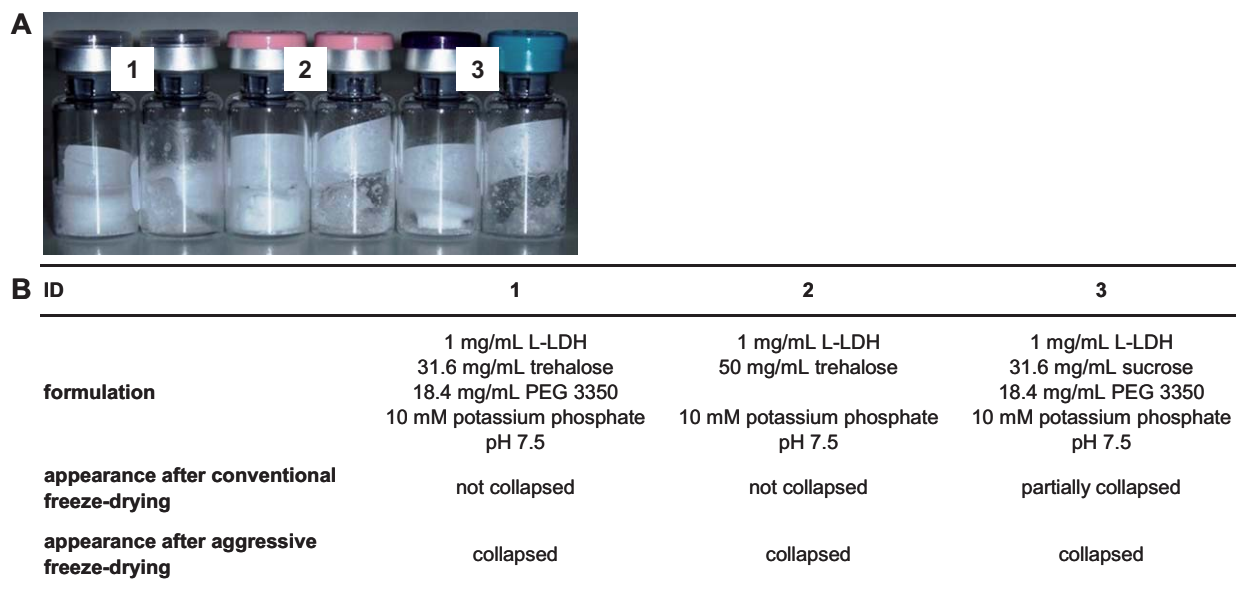 A
1 2 3
B ID 1 2 3
1 mg/mL L-LDH 1 mg/mL L-LDH 1 mg/mL L-LDH
31.6 mg/mL trehalose 50 mg/mL trehalose 31.6 mg/mL sucrose
formulation 18.4 mg/mL PEG 3350 18.4 mg/mL PEG 3350
10 mM potassium phosphate 10 mM potassium phosphate 10 mM potassium phosphate
pH 7.5 pH 7.5 pH 7.5
appearance after conventional
freeze-drying not collapsed not collapsed partially collapsed
appearance after aggressive
freeze-drying collapsed collapsed collapsed